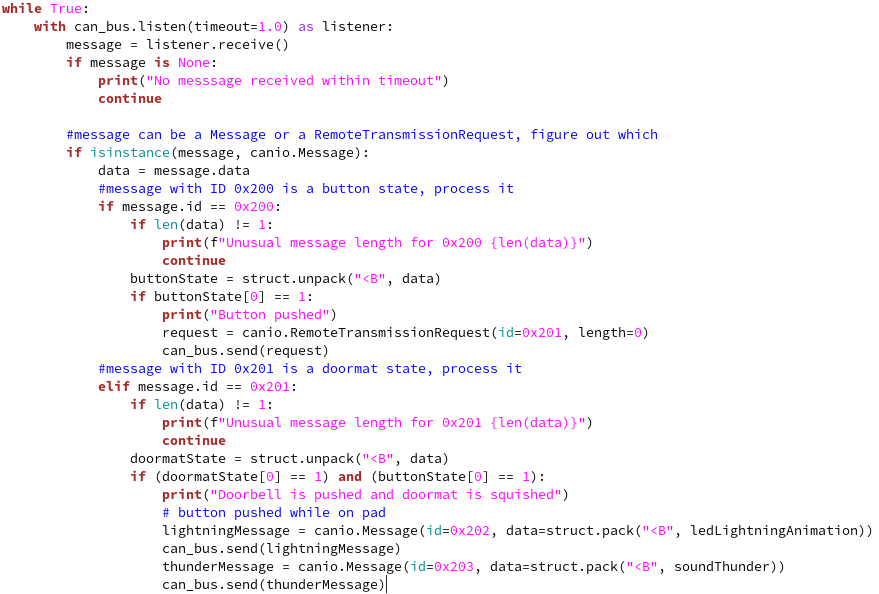 while True:
    with can_bus.listen(timeout=1.0) as listener:
        message = listener.receive()
        if message is None:
            print("No messsage received within timeout")
            continue

        #message can be a Message or a RemoteTransmissionRequest, figure out which
        if isinstance(message, canio.Message):
            data = message.data
            #message with ID 0x200 is a button state, process it
            if message.id == 0x200:
                if len(data) != 1:
                    print(f"Unusual message length for 0x200 {len(data)}")
                    continue
                buttonState = struct.unpack("<B", data)
                if buttonState[0] == 1:
                    print("Button pushed")
                    request = canio.RemoteTransmissionRequest(id=0x201, length=0)
                    can_bus.send(request)
            #message with ID 0x201 is a doormat state, process it
            elif message.id == 0x201:
                if len(data) != 1:
                    print(f"Unusual message length for 0x201 {len(data)}")
                    continue
                doormatState = struct.unpack("<B", data)
                if (doormatState[0] == 1) and (buttonState[0] == 1):
                    print("Doorbell is pushed and doormat is squished")
                    # button pushed while on pad
                    lightningMessage = canio.Message(id=0x202, data=struct.pack("<B", ledLightningAnimation))
                    can_bus.send(lightningMessage)
                    thunderMessage = canio.Message(id=0x203, data=struct.pack("<B", soundThunder))
                    can_bus.send(thunderMessage)